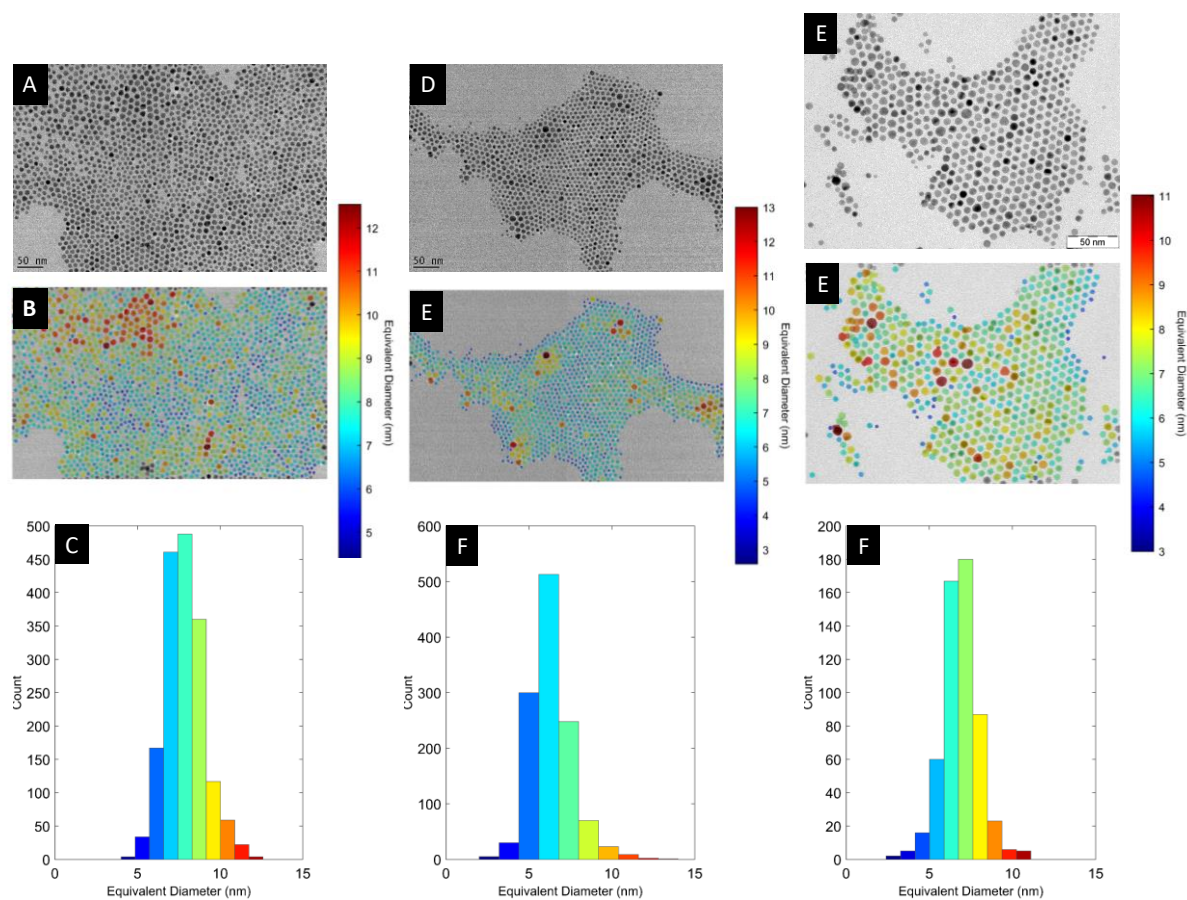 A
D
E
50 nm
50 nm
50 nm
B
E
E
12
11
10
9
8
7
6
5
Equivalent Diameter (nm)
13
12
11
10
9
8
7
6
5
4
3
Equivalent Diameter (nm)
11
10
9
8
7
6
5
4
3
Equivalent Diameter (nm)
C
500
450
400
350
300
250
200
150
100
50
0
Count
0 5 10 15
Equivalent Diameter (nm)
F
600
500
400
300
200
100
0
Count
0 5 10 15
Equivalent Diameter (nm)
F
200
180
160
140
120
100
80
60
40
20
0
Count
0 5 10 15
Equivalent Diameter (nm)